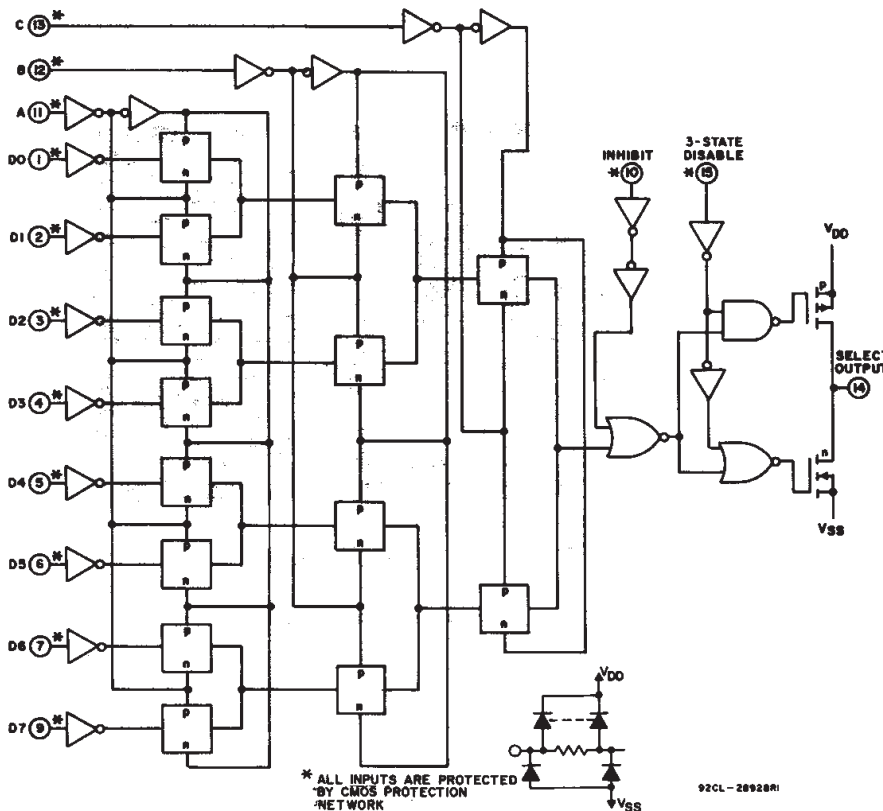 C 13 *
B 12 *
A 11 *
D0 1 *
D1 2 *
D2 3 *
D3 4 *
D4 5 *
D5 6 *
D6 7 *
D7 9 *
p
n
p
n
p
n
p
n
p
n
p
n
p
n
p
n
p
n
p
n
p
n
p
n
p
n
p
n
INHIBIT
* 10
3-STATE
DISABLE
* 15
VDD
p
SELECT
OUTPUT
14
n
VSS
VDD
VSS
* ALL INPUTS ARE PROTECTED
BY CMOS PROTECTION
NETWORK
92CL-28928R1